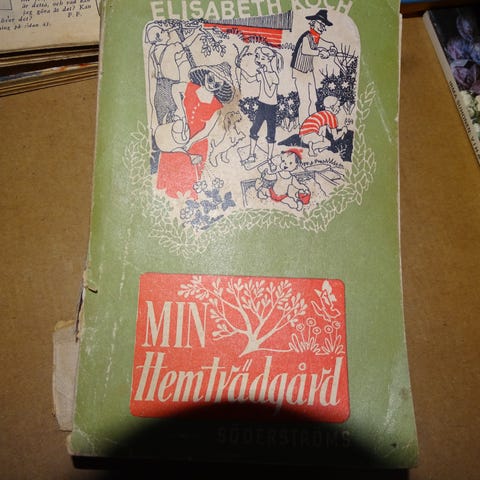 ELISABETH KOCH
MIN
Hemträdgård
SÖDERSTRÖMS